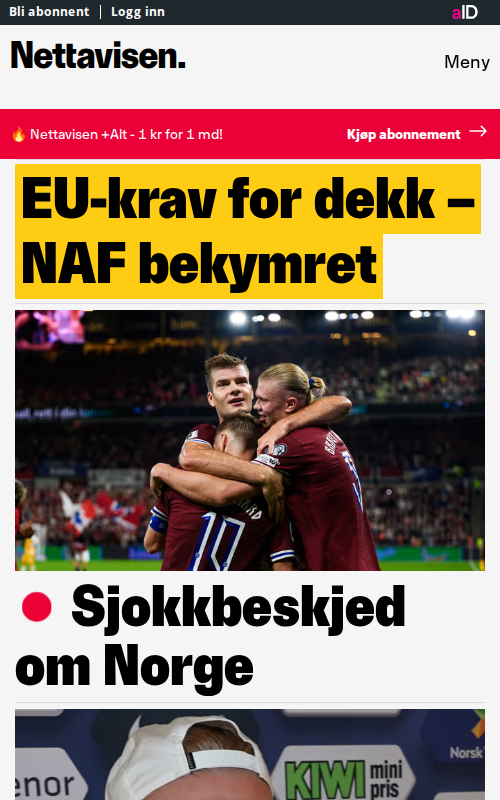 Bli abonnent | Logg inn
aID
Nettavisen.
Meny
🔥 Nettavisen +Alt - 1 kr for 1 md!
Kjøp abonnement →
EU-krav for dekk –
NAF bekymret
10
Sjokkbeskjed
om Norge
enor
KIWI mini
pris
Norsk